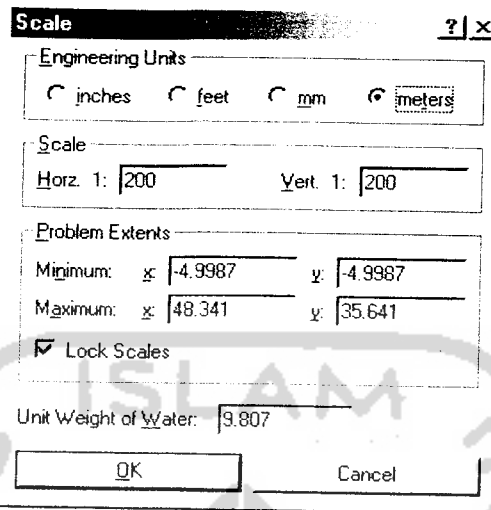 Scale ? ×
Engineering Units
inches feet mm meters
Scale
Horz. 1: 200 Vert. 1: 200
Problem Extents
Minimum: x: -4.9987 y: -4.9987
Maximum: x: 48.341 y: 35.641
Lock Scales
ISLAM
Unit Weight of Water: 9.807
OK Cancel